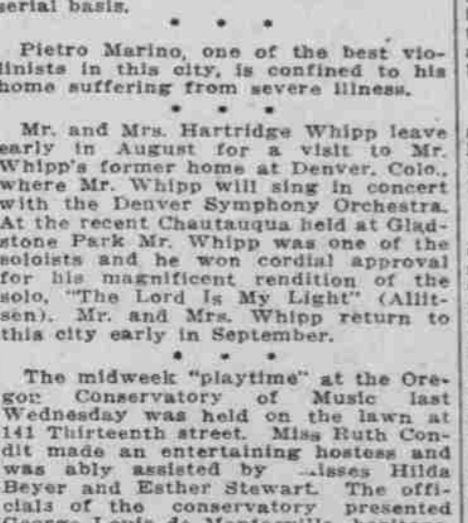 serial basis.
* * *
Pietro Marino, one of the best vio-
linists in this city, is confined to his
home suffering from severe illness.
* * *
Mr. and Mrs. Hartridge Whipp leave
early in August for a visit to Mr.
Whipp's former home at Denver, Colo.,
where Mr. Whipp will sing in concert
with the Denver Symphony Orchestra.
At the recent Chautauqua held at Glad-
stone Park Mr. Whipp was one of the
soloists and he won cordial approval
for his magnificent rendition of the
solo, "The Lord Is My Light" (Allit-
sen). Mr. and Mrs. Whipp return to
this city early in September.
* * *
The midweek "playtime" at the Ore-
gon Conservatory of Music last
Wednesday was held on the lawn at
141 Thirteenth street. Miss Ruth Con-
dit made an entertaining hostess and
was ably assisted by isses Hilda
Beyer and Esther Stewart. The offi-
cials of the conservatory presented